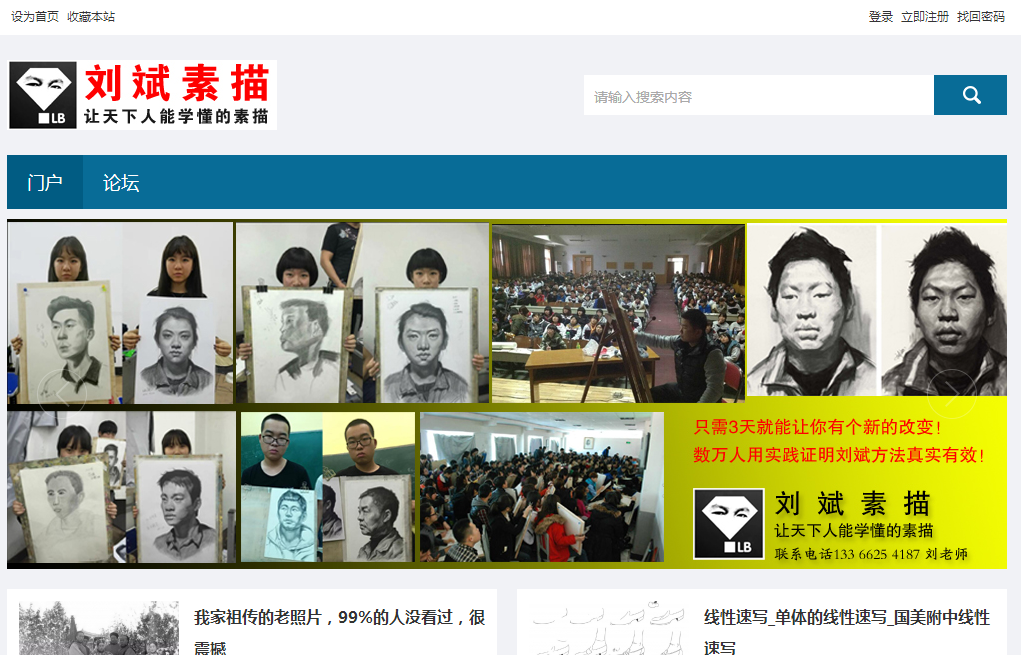 设为首页 收藏本站
登录 立即注册 找回密码
LB
刘斌素描
让天下人能学懂的素描
请输入搜索内容
门户 论坛
只需3天就能让你有个新的改变！
数万人用实践证明刘斌方法真实有效！
LB
刘斌素描
让天下人能学懂的素描
联系电话133 6625 4187 刘老师
我家祖传的老照片，99%的人没看过，很
震撼
线性速写_单体的线性速写_国美附中线性
速写